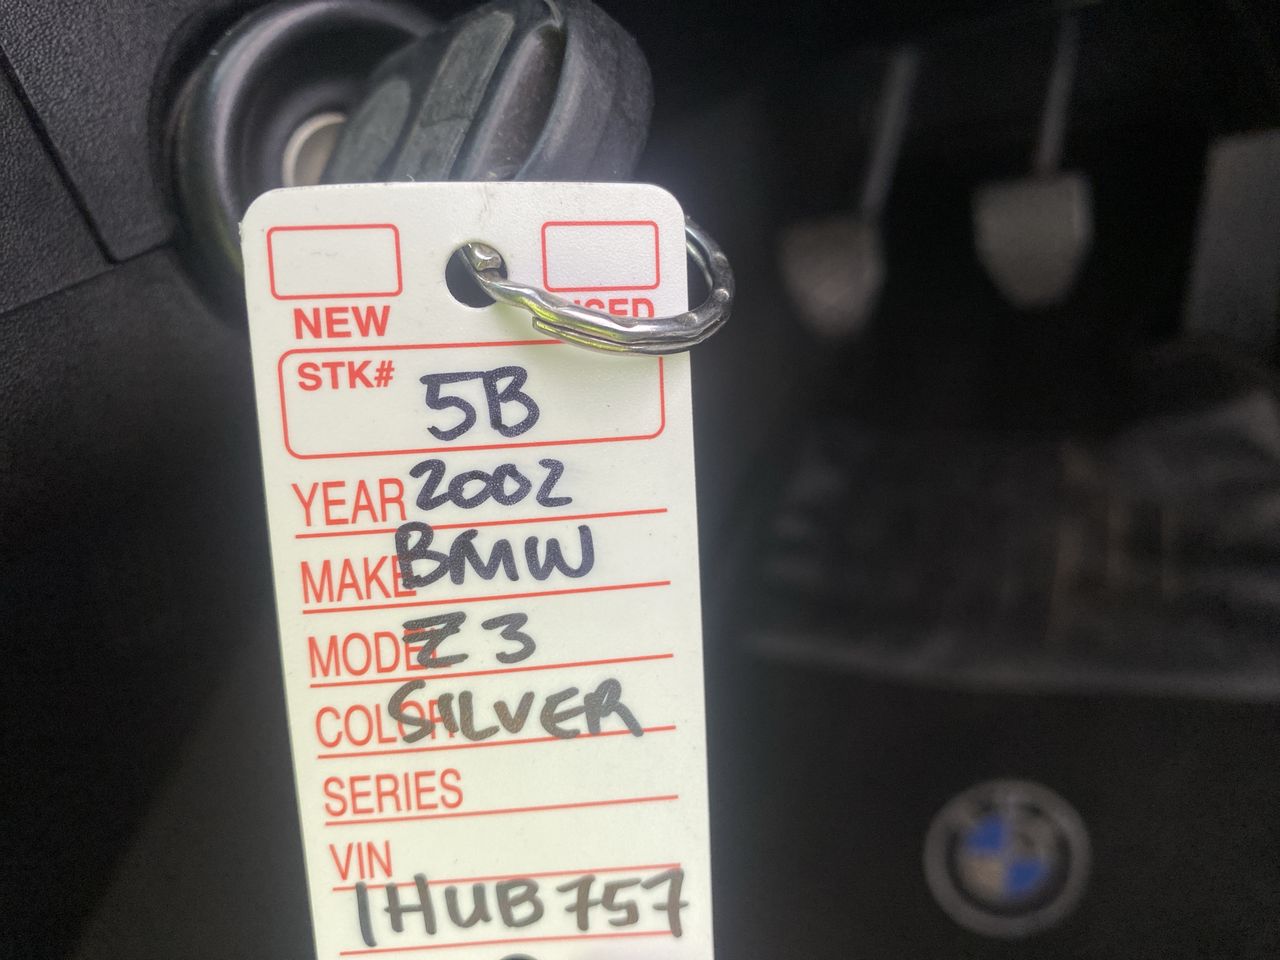 NEW USED
STK# 5B
YEAR 2002
MAKE BMW
MODEL Z3
COLOR SILVER
SERIES
VIN
1HUB757